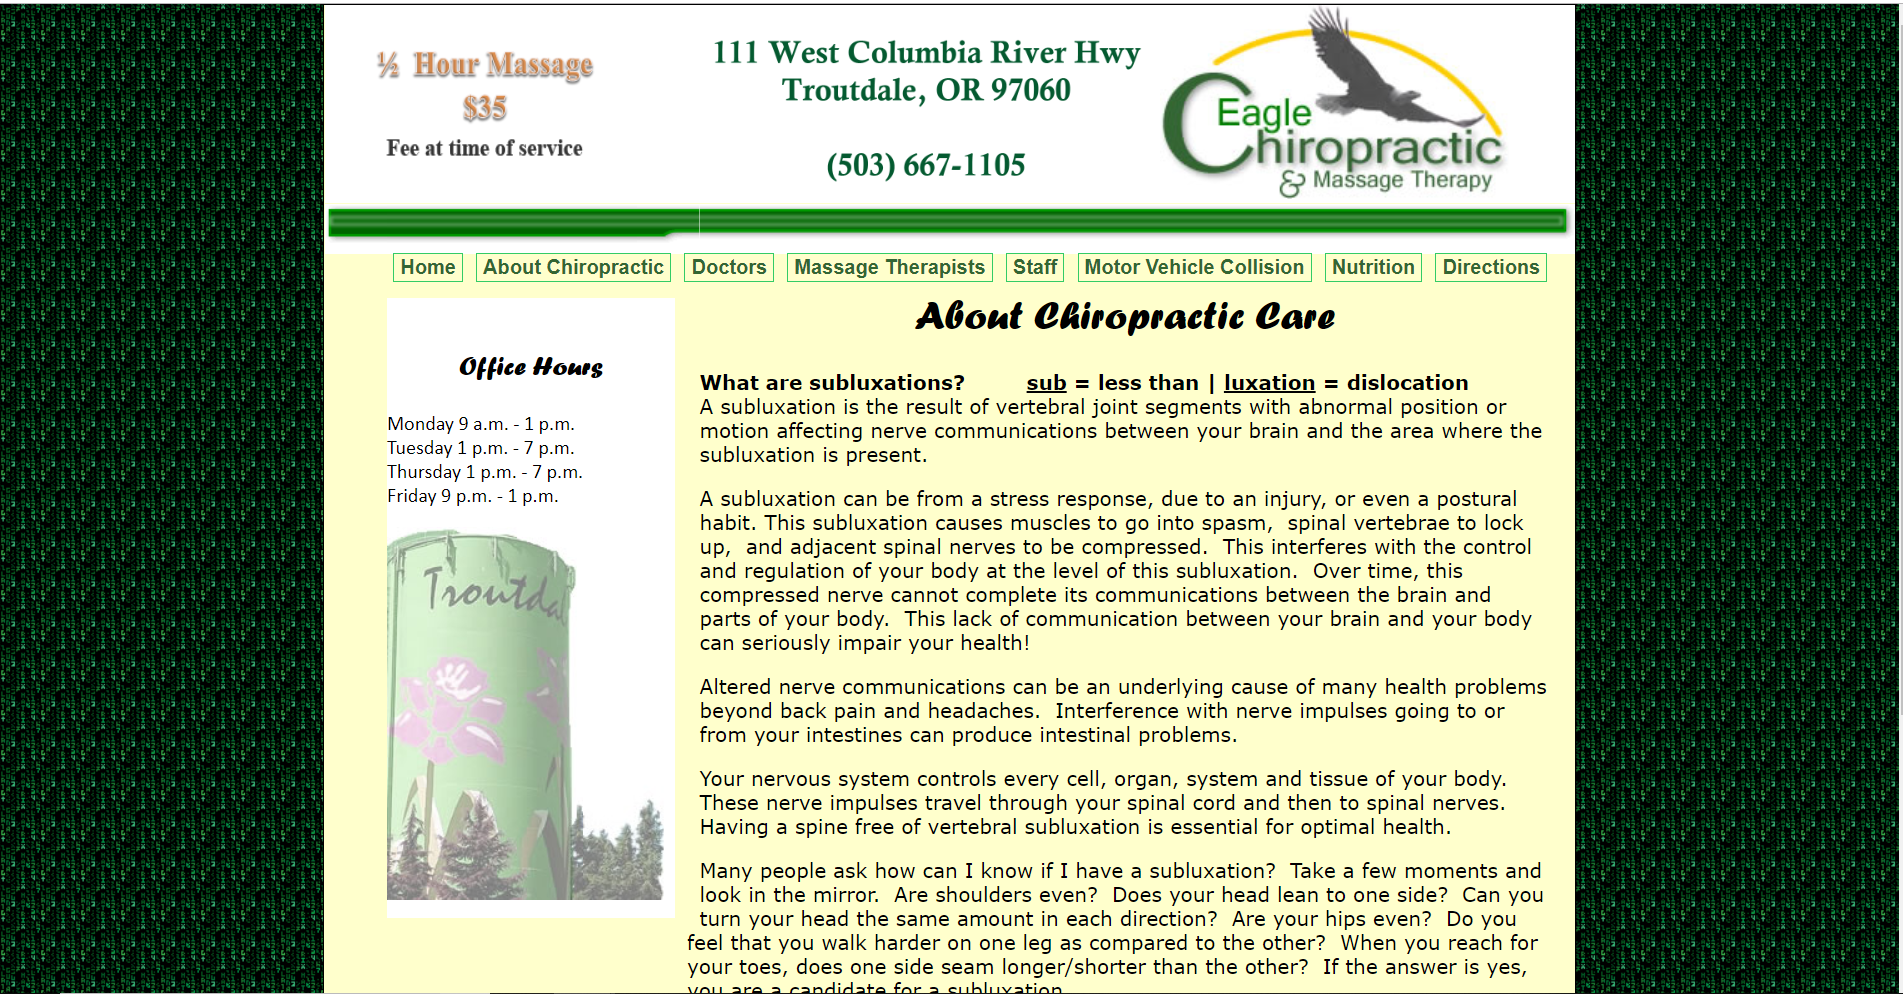 ½ Hour Massage
$35
Fee at time of service
111 West Columbia River Hwy
Troutdale, OR 97060
(503) 667-1105
Eagle
Chiropractic
& Massage Therapy
Home About Chiropractic Doctors Massage Therapists Staff Motor Vehicle Collision Nutrition Directions
Office Hours
Monday 9 a.m. - 1 p.m.
Tuesday 1 p.m. - 7 p.m.
Thursday 1 p.m. - 7 p.m.
Friday 9 p.m. - 1 p.m.
Troutdal
About Chiropractic Care
What are subluxations? sub = less than | luxation = dislocation
A subluxation is the result of vertebral joint segments with abnormal position or
motion affecting nerve communications between your brain and the area where the
subluxation is present.
A subluxation can be from a stress response, due to an injury, or even a postural
habit. This subluxation causes muscles to go into spasm, spinal vertebrae to lock
up, and adjacent spinal nerves to be compressed. This interferes with the control
and regulation of your body at the level of this subluxation. Over time, this
compressed nerve cannot complete its communications between the brain and
parts of your body. This lack of communication between your brain and your body
can seriously impair your health!
Altered nerve communications can be an underlying cause of many health problems
beyond back pain and headaches. Interference with nerve impulses going to or
from your intestines can produce intestinal problems.
Your nervous system controls every cell, organ, system and tissue of your body.
These nerve impulses travel through your spinal cord and then to spinal nerves.
Having a spine free of vertebral subluxation is essential for optimal health.
Many people ask how can I know if I have a subluxation? Take a few moments and
look in the mirror. Are shoulders even? Does your head lean to one side? Can you
turn your head the same amount in each direction? Are your hips even? Do you
feel that you walk harder on one leg as compared to the other? When you reach for
your toes, does one side seam longer/shorter than the other? If the answer is yes,
you are a candidate for a subluxation